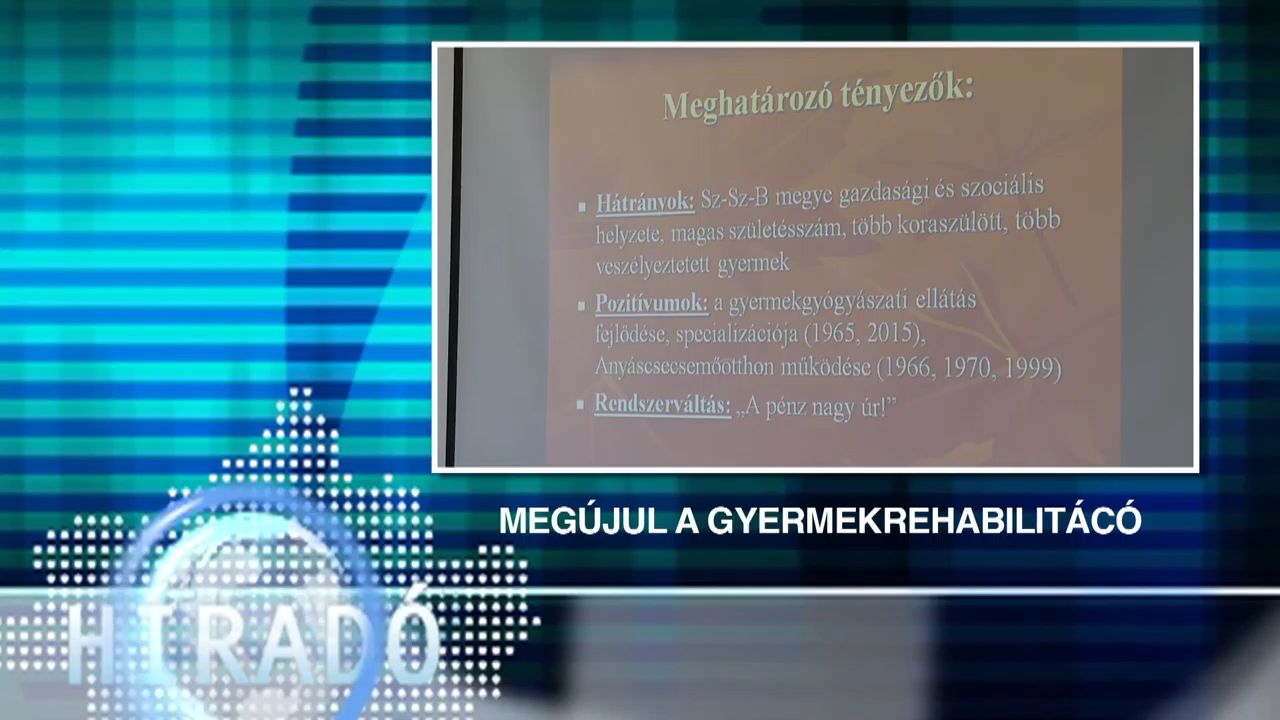 Meghatározó tényezők:
Hátrányok: Sz-Sz-B megye gazdasági és szociális
helyzete, magas születésszám, több koraszülött, több
veszélyeztetett gyermek
Pozitívumok: a gyermekgyógyászati ellátás
fejlődése, specializációja (1965, 2015),
Anyáscsecsemőotthon működése (1966, 1970, 1999)
Rendszerváltás: „A pénz nagy úr!”
MEGÚJUL A GYERMEKREHABILITÁCÓ
HÍRADÓ